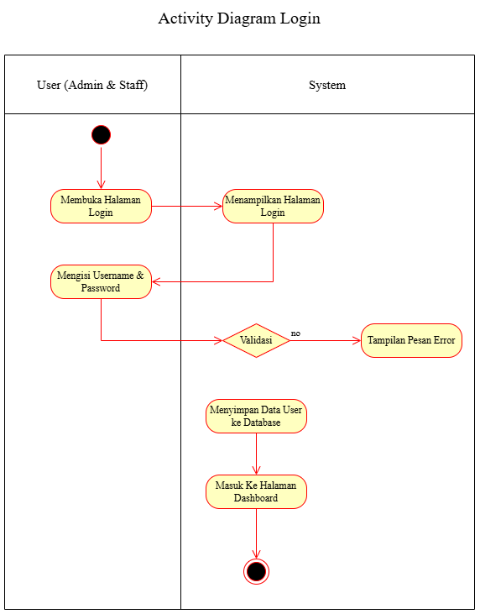 Activity Diagram Login
User (Admin & Staff)
System
Membuka Halaman
Login
Menampilkan Halaman
Login
Mengisi Username &
Password
Validasi
no
Tampilan Pesan Error
Menyimpan Data User
ke Database
Masuk Ke Halaman
Dashboard